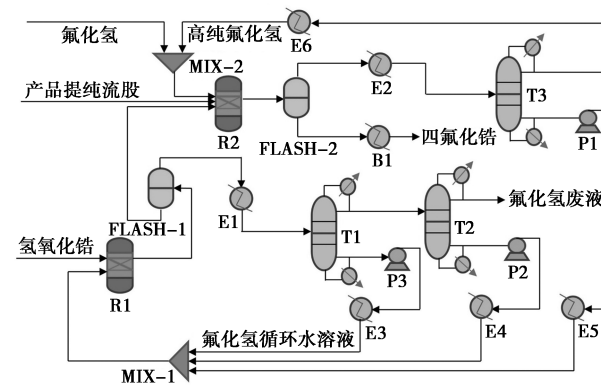 氟化氢
高纯氟化氢
E6
MIX-2
产品提纯流股
R2
FLASH-2
E2
T3
B1
四氟化锆
P1
FLASH-1
E1
T1
T2
氟化氢废液
氢氧化锆
R1
P3
P2
E3
E4
E5
氟化氢循环水溶液
MIX-1